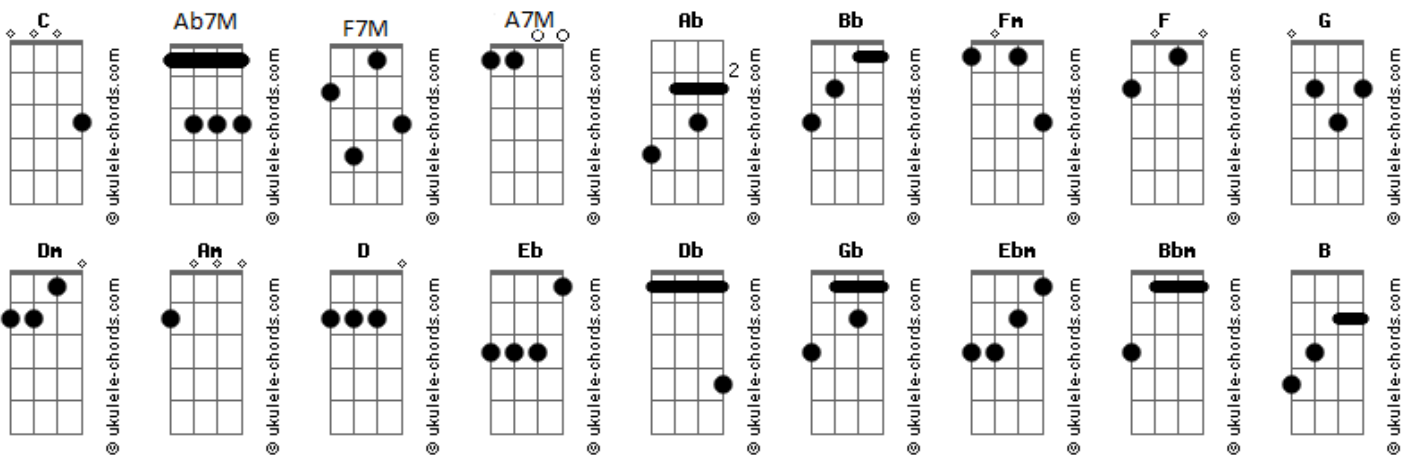 C Ab7M F7M A7M Ab Bb Fm F G
2
© ukulele-chords.com © ukulele-chords.com © ukulele-chords.com © ukulele-chords.com © ukulele-chords.com © ukulele-chords.com © ukulele-chords.com © ukulele-chords.com © ukulele-chords.com
Dm Am D Eb Db Gb Ebm Bbm B
© ukulele-chords.com © ukulele-chords.com © ukulele-chords.com © ukulele-chords.com © ukulele-chords.com © ukulele-chords.com © ukulele-chords.com © ukulele-chords.com © ukulele-chords.com